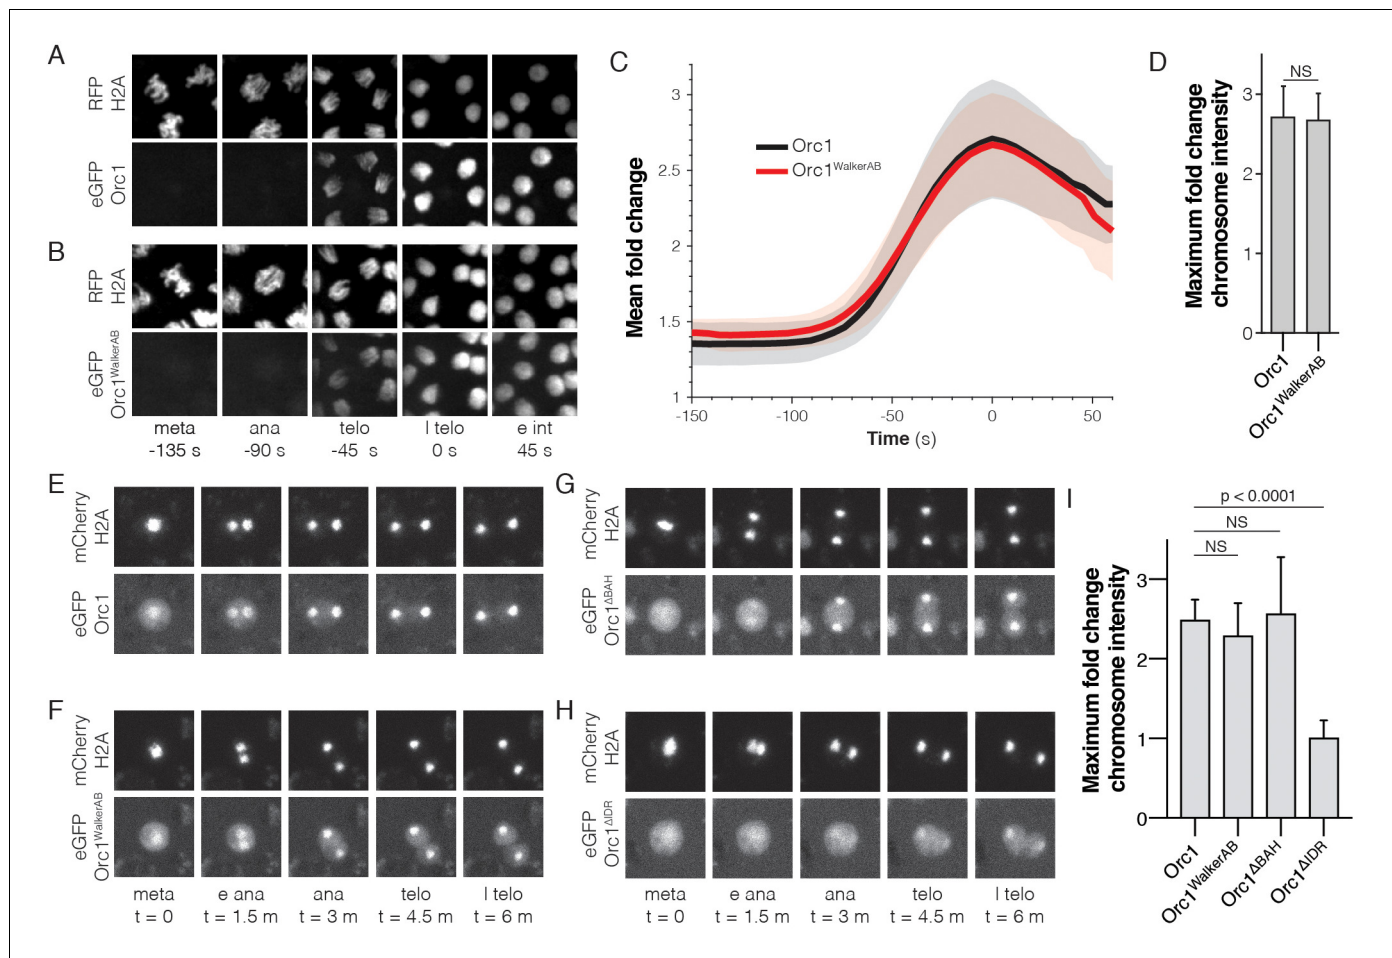 A
RFP
H2A
eGFP
Orc1
B
RFP
H2A
eGFP
Orc1WalkerAB
meta
ana
telo
l telo
e int
-135 s
-90 s
-45 s
0 s
45 s
C
Mean fold change
3
2.5
2
1.5
1
-150
-100
-50
0
50
Time (s)
Orc1
Orc1WalkerAB
D
Maximum fold change
chromosome intensity
NS
3
2
1
0
Orc1
Orc1WalkerAB
E
mCherry
H2A
eGFP
Orc1
F
mCherry
H2A
eGFP
Orc1WalkerAB
meta
e ana
ana
telo
l telo
t = 0
t = 1.5 m
t = 3 m
t = 4.5 m
t = 6 m
G
mCherry
H2A
eGFP
Orc1ΔBAH
H
mCherry
H2A
eGFP
Orc1ΔIDR
meta
e ana
ana
telo
l telo
t = 0
t = 1.5 m
t = 3 m
t = 4.5 m
t = 6 m
I
Maximum fold change
chromosome intensity
p < 0.0001
NS
NS
3
2
1
0
Orc1
Orc1WalkerAB
Orc1ΔBAH
Orc1ΔIDR